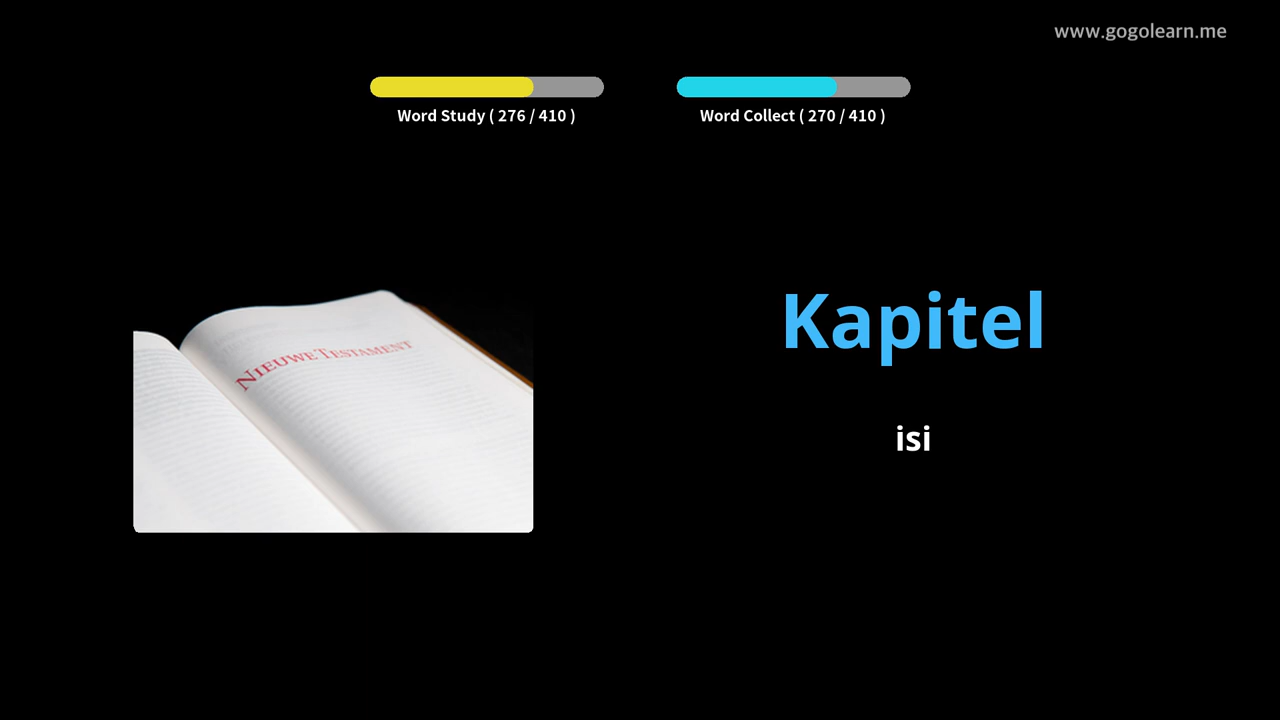 www.gogolearn.me
Word Study ( 276 / 410 )
Word Collect ( 270 / 410 )
NIEUWE TESTAMENT
Kapitel
isi